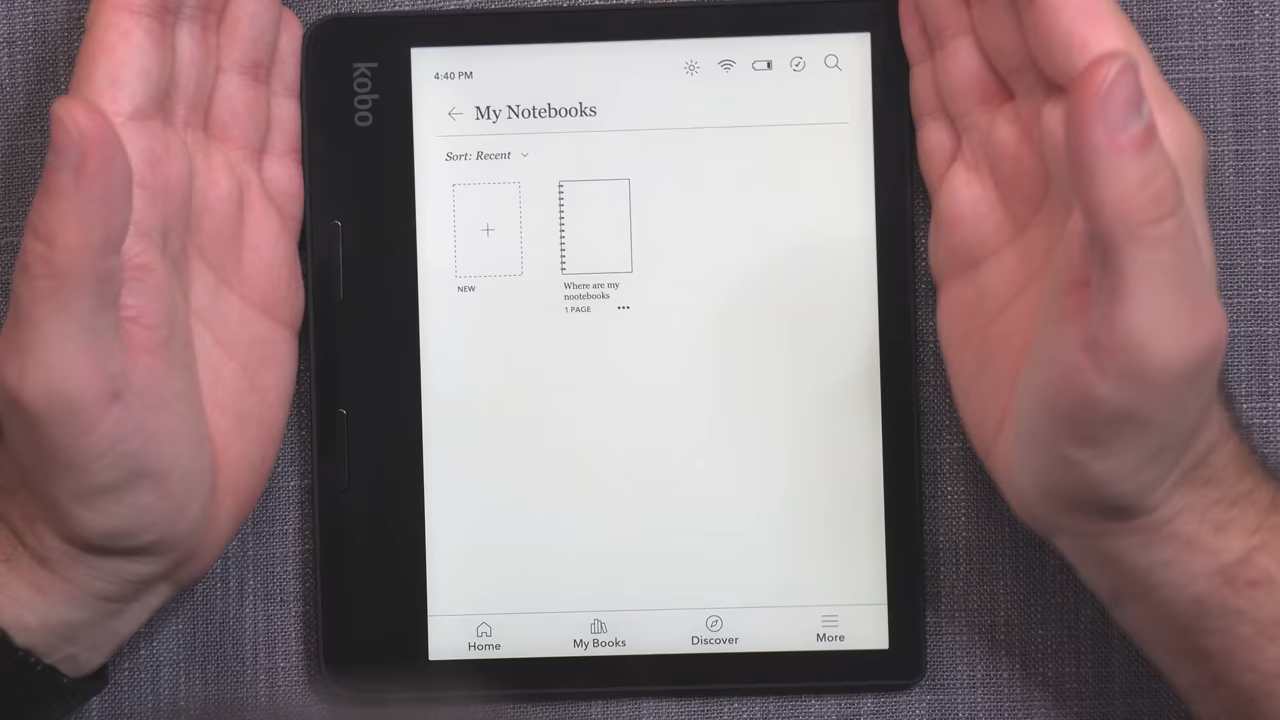 kobo
4:40 PM
My Notebooks
Sort: Recent
NEW
Where are my
nootebooks
1 PAGE
Home
My Books
Discover
More